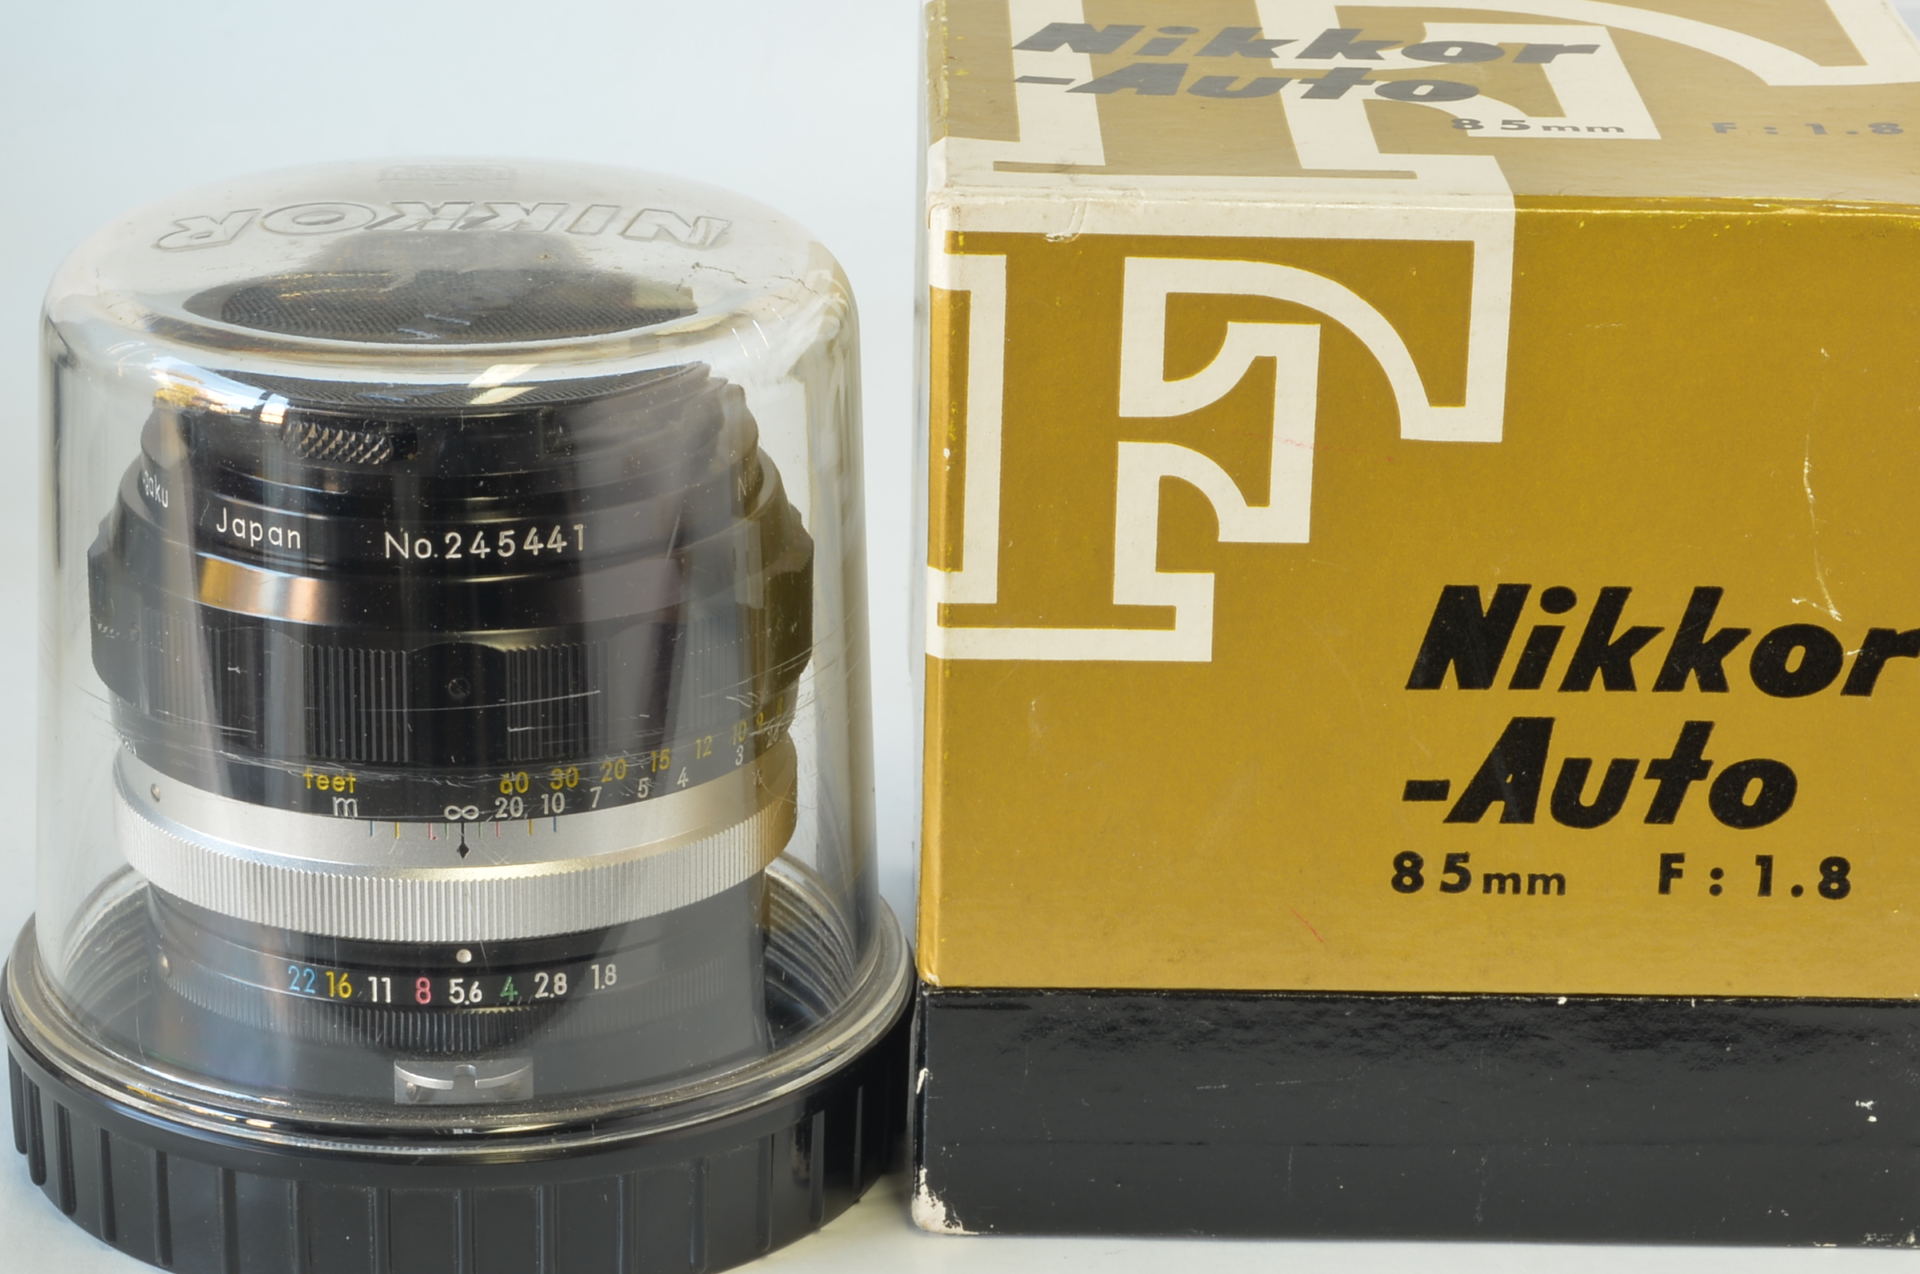 NIKKOR
Japan No.245441
feet 60 30 20 15 12 10 9
m ∞ 20 10 7 5 4 3
22 16 11 8 5.6 4 2.8 1.8
Nikkor
-Auto
85mm F:1.8
F
Nikkor
-Auto
85mm F:1.8